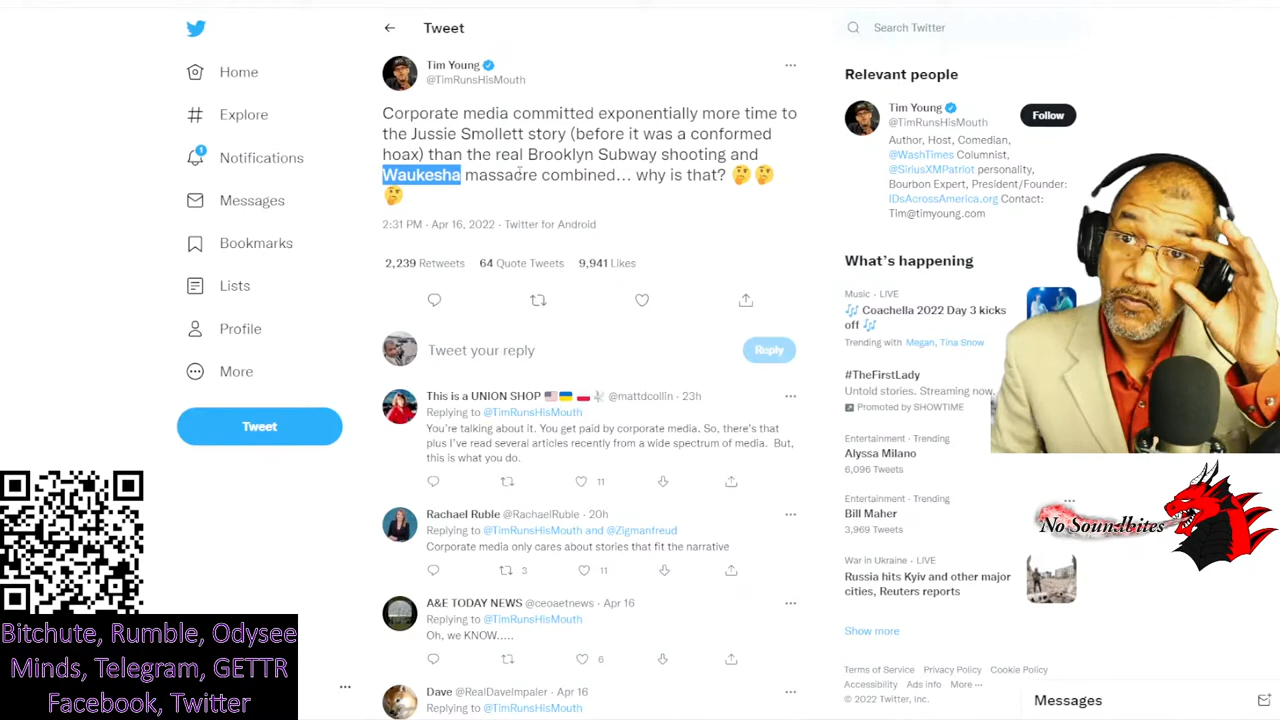 Home
Explore
1
Notifications
Messages
Bookmarks
Lists
Profile
More
Tweet
Tweet
Tim Young
@TimRunsHisMouth
Corporate media committed exponentially more time to
the Jussie Smollett story (before it was a conformed
hoax) than the real Brooklyn Subway shooting and
Waukesha massacre combined... why is that? 🤔🤔
🤔
2:31 PM · Apr 16, 2022 · Twitter for Android
2,239 Retweets 64 Quote Tweets 9,941 Likes
Tweet your reply
Reply
This is a UNION SHOP 🇺🇸🇺🇦🇵🇱🕊 @mattdcollin · 23h
Replying to @TimRunsHisMouth
You're talking about it. You get paid by corporate media. So, there's that
plus I've read several articles recently from a wide spectrum of media. But,
this is what you do.
11
Rachael Ruble @RachaelRuble · 20h
Replying to @TimRunsHisMouth and @Zigmanfreud
Corporate media only cares about stories that fit the narrative
3 11
A&E TODAY NEWS @ceoaetnews · Apr 16
Replying to @TimRunsHisMouth
Oh, we KNOW.....
6
Dave @RealDaveImpaler · Apr 16
Replying to @TimRunsHisMouth
Search Twitter
Relevant people
Tim Young
@TimRunsHisMouth
Follow
Author, Host, Comedian,
@WashTimes Columnist,
@SiriusXMPatriot personality,
Bourbon Expert, President/Founder:
IDsAcrossAmerica.org Contact:
Tim@timyoung.com
What's happening
Music · LIVE
🎶 Coachella 2022 Day 3 kicks
off 🎶
Trending with Megan, Tina Snow
#TheFirstLady
Untold stories. Streaming now.
Promoted by SHOWTIME
Entertainment · Trending
Alyssa Milano
6,096 Tweets
Entertainment · Trending
Bill Maher
3,969 Tweets
War in Ukraine · LIVE
Russia hits Kyiv and other major
cities, Reuters reports
Show more
Terms of Service Privacy Policy Cookie Policy
Accessibility Ads info More ···
© 2022 Twitter, Inc.
Messages
No Soundbites
Bitchute, Rumble, Odysee
Minds, Telegram, GETTR
Facebook, Twitter